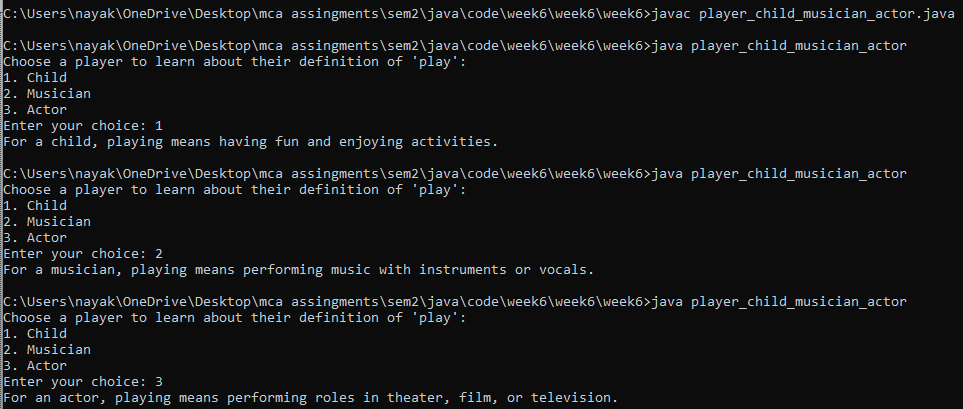 C:\Users\nayak\OneDrive\Desktop\mca assingments\sem2\java\code\week6\week6\week6>javac player_child_musician_actor.java
C:\Users\nayak\OneDrive\Desktop\mca assingments\sem2\java\code\week6\week6\week6>java player_child_musician_actor
Choose a player to learn about their definition of 'play':
1. Child
2. Musician
3. Actor
Enter your choice: 1
For a child, playing means having fun and enjoying activities.
C:\Users\nayak\OneDrive\Desktop\mca assingments\sem2\java\code\week6\week6\week6>java player_child_musician_actor
Choose a player to learn about their definition of 'play':
1. Child
2. Musician
3. Actor
Enter your choice: 2
For a musician, playing means performing music with instruments or vocals.
C:\Users\nayak\OneDrive\Desktop\mca assingments\sem2\java\code\week6\week6\week6>java player_child_musician_actor
Choose a player to learn about their definition of 'play':
1. Child
2. Musician
3. Actor
Enter your choice: 3
For an actor, playing means performing roles in theater, film, or television.